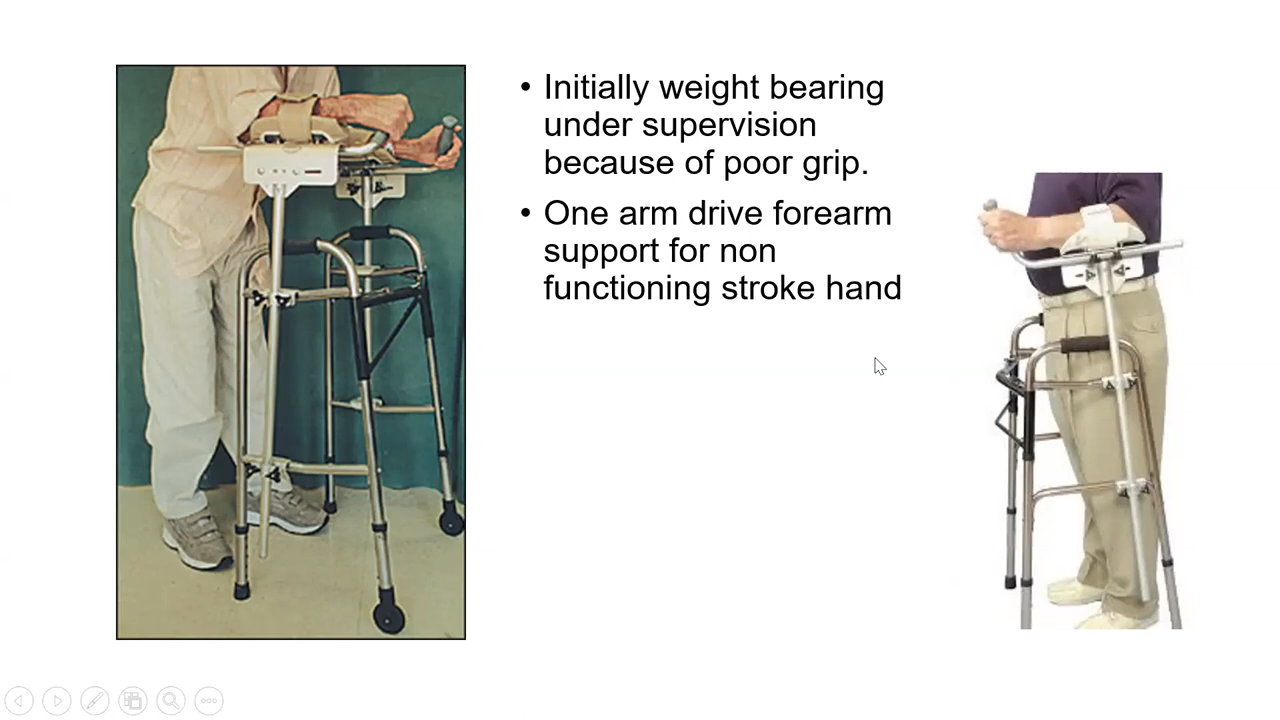 • Initially weight bearing
under supervision
because of poor grip.
• One arm drive forearm
support for non
functioning stroke hand